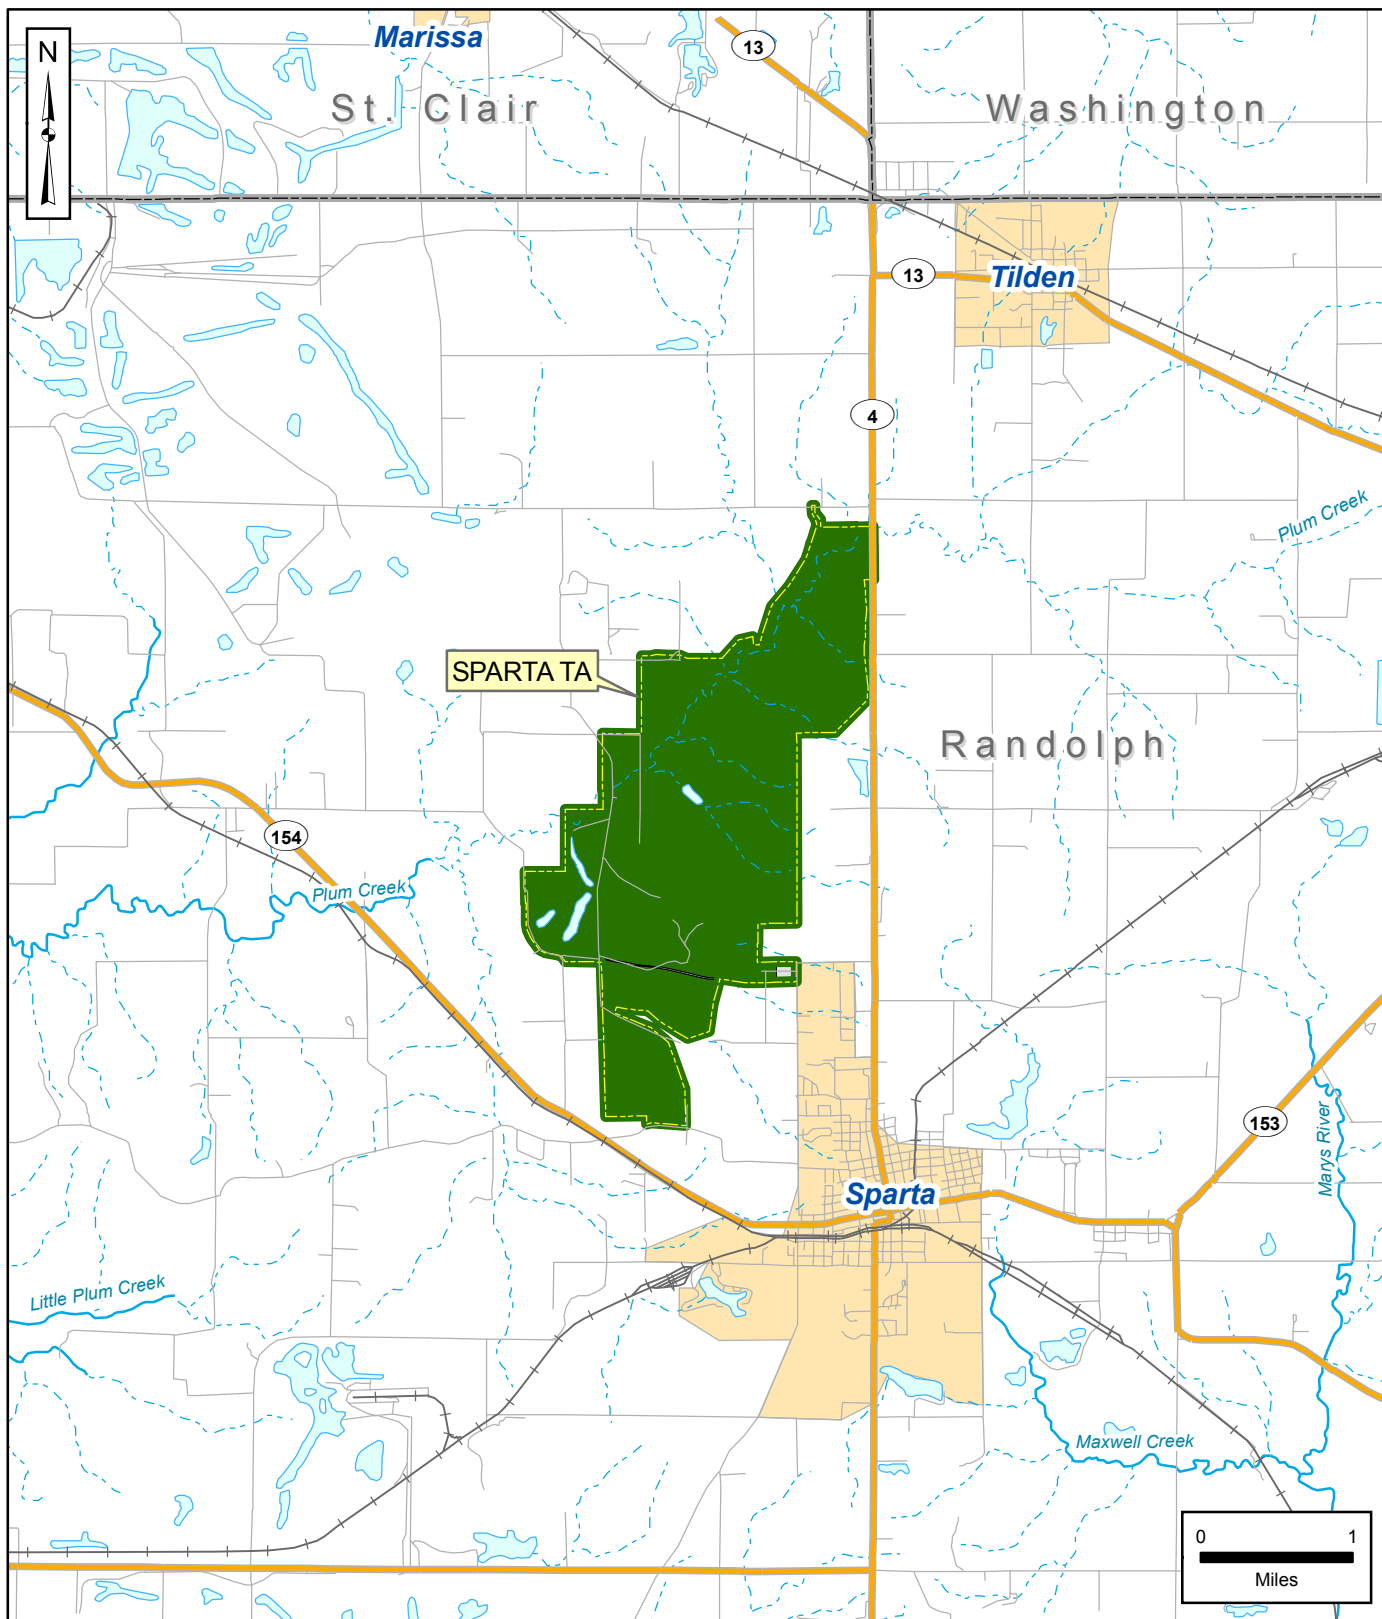 Marissa
13
N
St. Clair
Washington
13
Tilden
4
Plum Creek
SPARTA TA
Randolph
154
Plum Creek
153
Marys River
Sparta
Little Plum Creek
Maxwell Creek
0 1
Miles